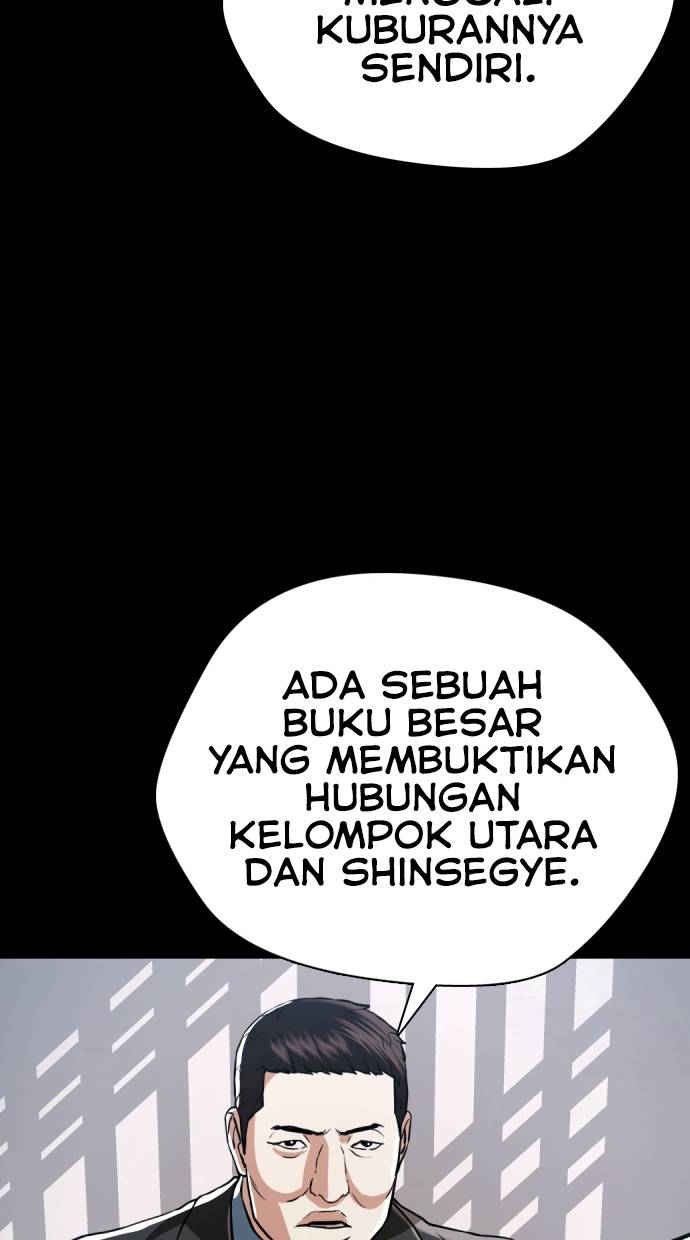 KUBURANNYA
SENDIRI.
ADA SEBUAH
BUKU BESAR
YANG MEMBUKTIKAN
HUBUNGAN
KELOMPOK UTARA
DAN SHINSEGYE.